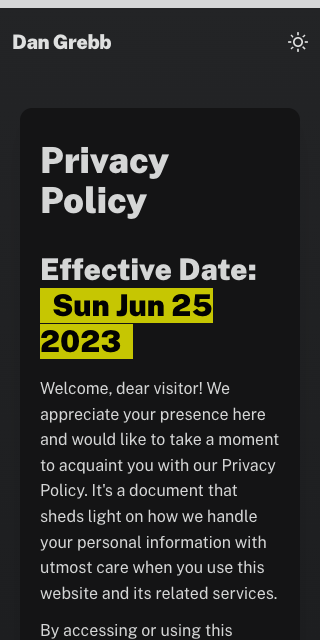 Dan Grebb
Privacy
Policy
Effective Date:
Sun Jun 25
2023
Welcome, dear visitor! We
appreciate your presence here
and would like to take a moment
to acquaint you with our Privacy
Policy. It's a document that
sheds light on how we handle
your personal information with
utmost care when you use this
website and its related services.
By accessing or using this